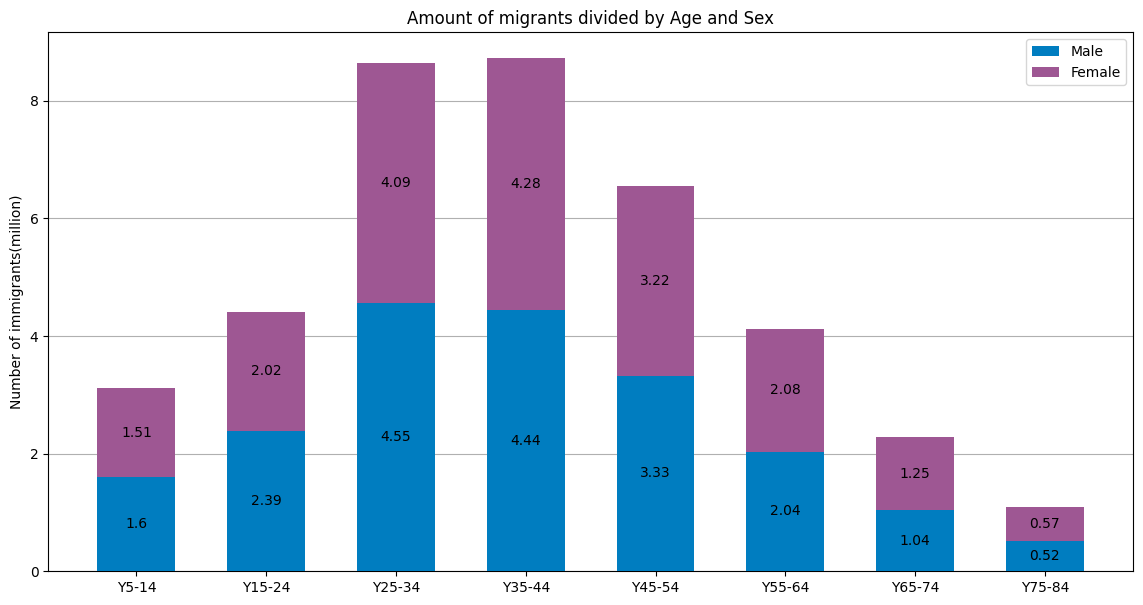 Amount of migrants divided by Age and Sex
Male
Female
Number of immigrants(million)
8
6
4
2
0
1.51
1.6
2.02
2.39
4.09
4.55
4.28
4.44
3.22
3.33
2.08
2.04
1.25
1.04
0.57
0.52
Y5-14
Y15-24
Y25-34
Y35-44
Y45-54
Y55-64
Y65-74
Y75-84